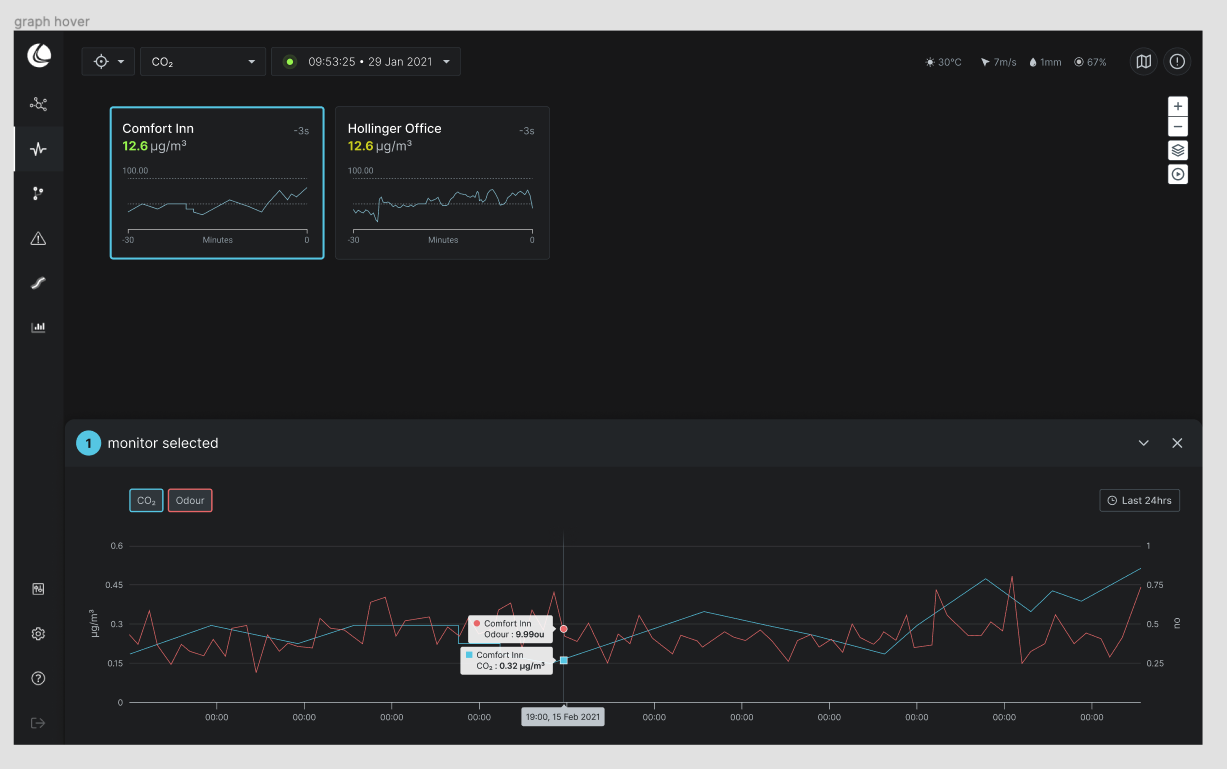 graph hover
CO₂
09:53:25 • 29 Jan 2021
30°C
7m/s
1mm
67%
Comfort Inn
-3s
12.6 µg/m³
100.00
-30
Minutes
0
Hollinger Office
-3s
12.6 µg/m³
100.00
-30
Minutes
0
+
−
1 monitor selected
CO₂
Odour
Last 24hrs
0.6
0.45
0.3
0.15
0
µg/m³
1
0.75
0.5
0.25
ou
Comfort Inn
Odour : 9.99ou
Comfort Inn
CO₂ : 0.32 µg/m³
00:00
00:00
00:00
00:00
19:00, 15 Feb 2021
00:00
00:00
00:00
00:00
00:00
00:00